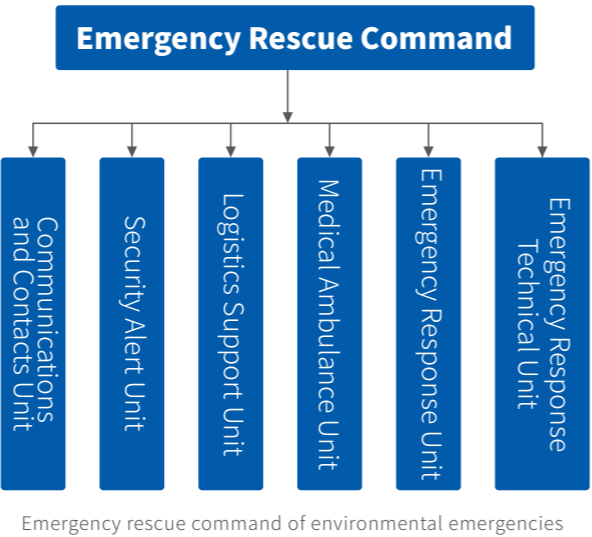 Emergency Rescue Command
Communications
and Contacts Unit
Security Alert Unit
Logistics Support Unit
Medical Ambulance Unit
Emergency Response Unit
Emergency Response
Technical Unit
Emergency rescue command of environmental emergencies